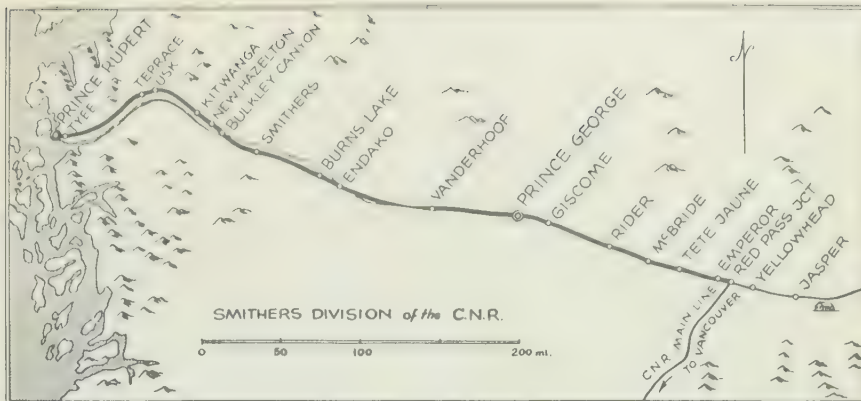 PRINCE RUPERT
TYEE
TERRACE
USK
KITWANGA
NEW HAZELTON
BULKLEY CANYON
SMITHERS
BURNS LAKE
ENDAKO
VANDERHOOF
PRINCE GEORGE
GISCOME
RIDER
McBRIDE
TETE JAUNE
EMPEROR
RED PASS JCT
YELLOWHEAD
JASPER
N
CNR MAIN LINE
TO VANCOUVER
SMITHERS DIVISION of the C.N.R.
0 50 100 200 ml.